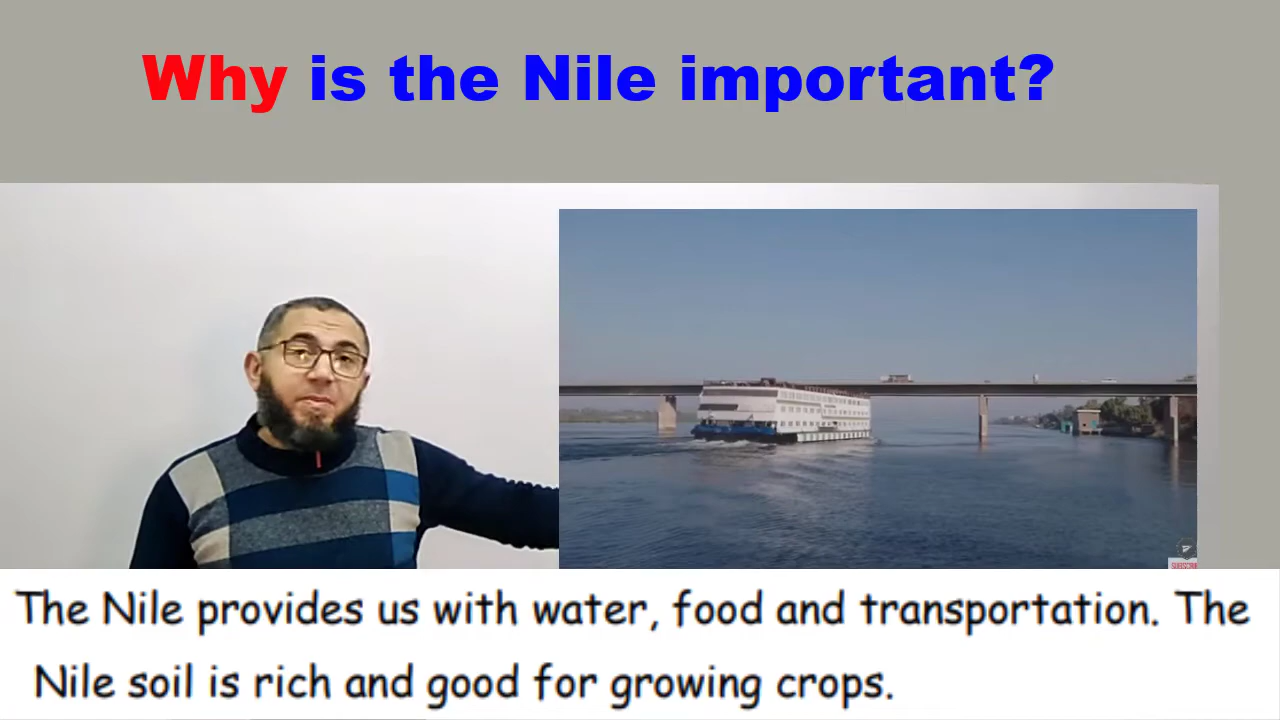 Why is the Nile important?
SUBSCRIBE
The Nile provides us with water, food and transportation. The
Nile soil is rich and good for growing crops.